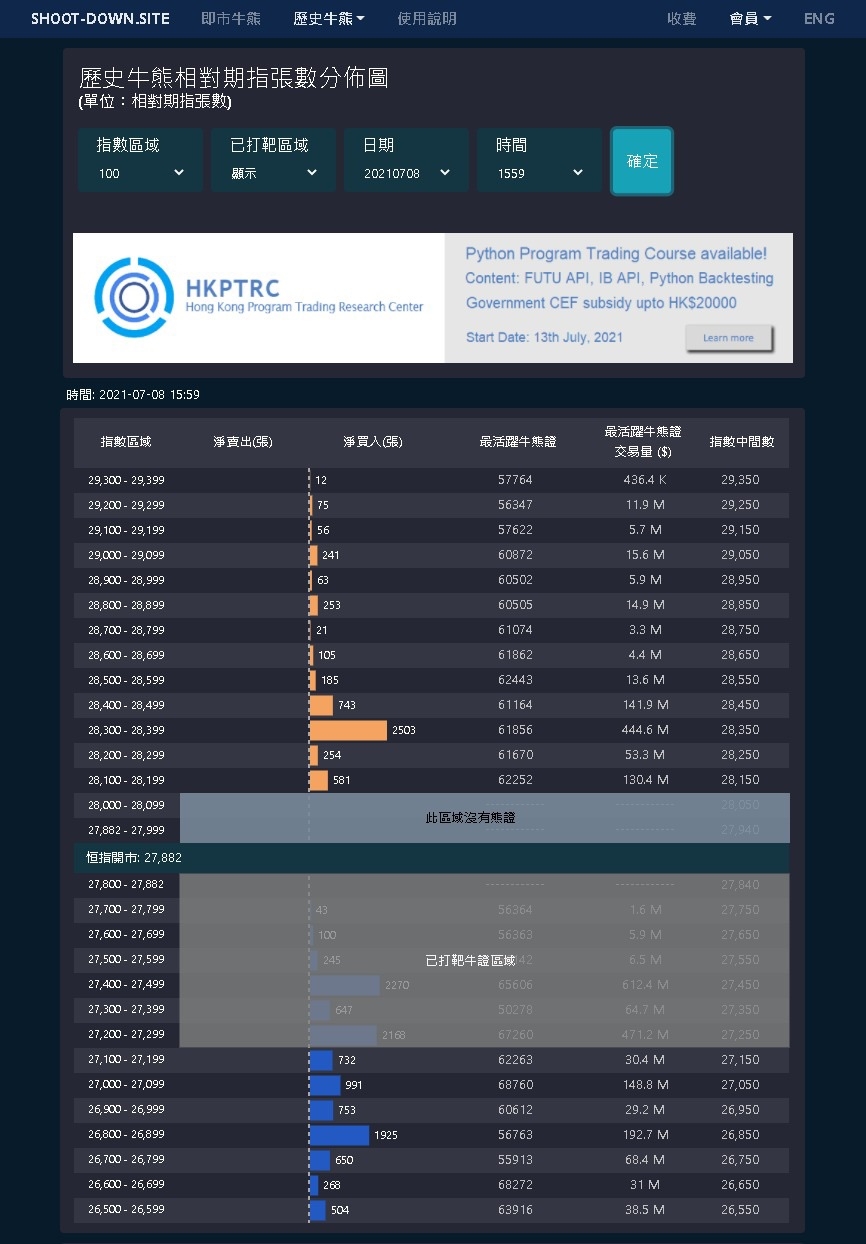 SHOOT-DOWN.SITE 即市牛熊 歷史牛熊 使用說明 收費 會員 ENG
歷史牛熊相對期指張數分佈圖
(單位：相對期指張數)
指數區域 已打靶區域 日期 時間 確定
100 顯示 20210708 1559
HKPTRC
Hong Kong Program Trading Research Center
Python Program Trading Course available!
Content: FUTU API, IB API, Python Backtesting
Government CEF subsidy upto HK$20000
Start Date: 13th July, 2021 Learn more
時間: 2021-07-08 15:59
指數區域 淨賣出(張) 淨買入(張) 最活躍牛熊證 最活躍牛熊證 交易量 ($) 指數中間數
29,300 - 29,399 12 57764 436.4 K 29,350
29,200 - 29,299 75 56347 11.9 M 29,250
29,100 - 29,199 56 57622 5.7 M 29,150
29,000 - 29,099 241 60872 15.6 M 29,050
28,900 - 28,999 63 60502 5.9 M 28,950
28,800 - 28,899 253 60505 14.9 M 28,850
28,700 - 28,799 21 61074 3.3 M 28,750
28,600 - 28,699 105 61862 4.4 M 28,650
28,500 - 28,599 185 62443 13.6 M 28,550
28,400 - 28,499 743 61164 141.9 M 28,450
28,300 - 28,399 2503 61856 444.6 M 28,350
28,200 - 28,299 254 61670 53.3 M 28,250
28,100 - 28,199 581 62252 130.4 M 28,150
28,000 - 28,099 ------------ ------------ 28,050
此區域沒有熊證
27,882 - 27,999 ------------ ------------ 27,940
恒指開市: 27,882
27,800 - 27,882 ------------ ------------ 27,840
27,700 - 27,799 43 56364 1.6 M 27,750
27,600 - 27,699 100 56363 5.9 M 27,650
27,500 - 27,599 245 已打靶牛證區域 6.5 M 27,550
27,400 - 27,499 2270 65606 612.4 M 27,450
27,300 - 27,399 647 50278 64.7 M 27,350
27,200 - 27,299 2168 67260 471.2 M 27,250
27,100 - 27,199 732 62263 30.4 M 27,150
27,000 - 27,099 991 68760 148.8 M 27,050
26,900 - 26,999 753 60612 29.2 M 26,950
26,800 - 26,899 1925 56763 192.7 M 26,850
26,700 - 26,799 650 55913 68.4 M 26,750
26,600 - 26,699 268 68272 31 M 26,650
26,500 - 26,599 504 63916 38.5 M 26,550